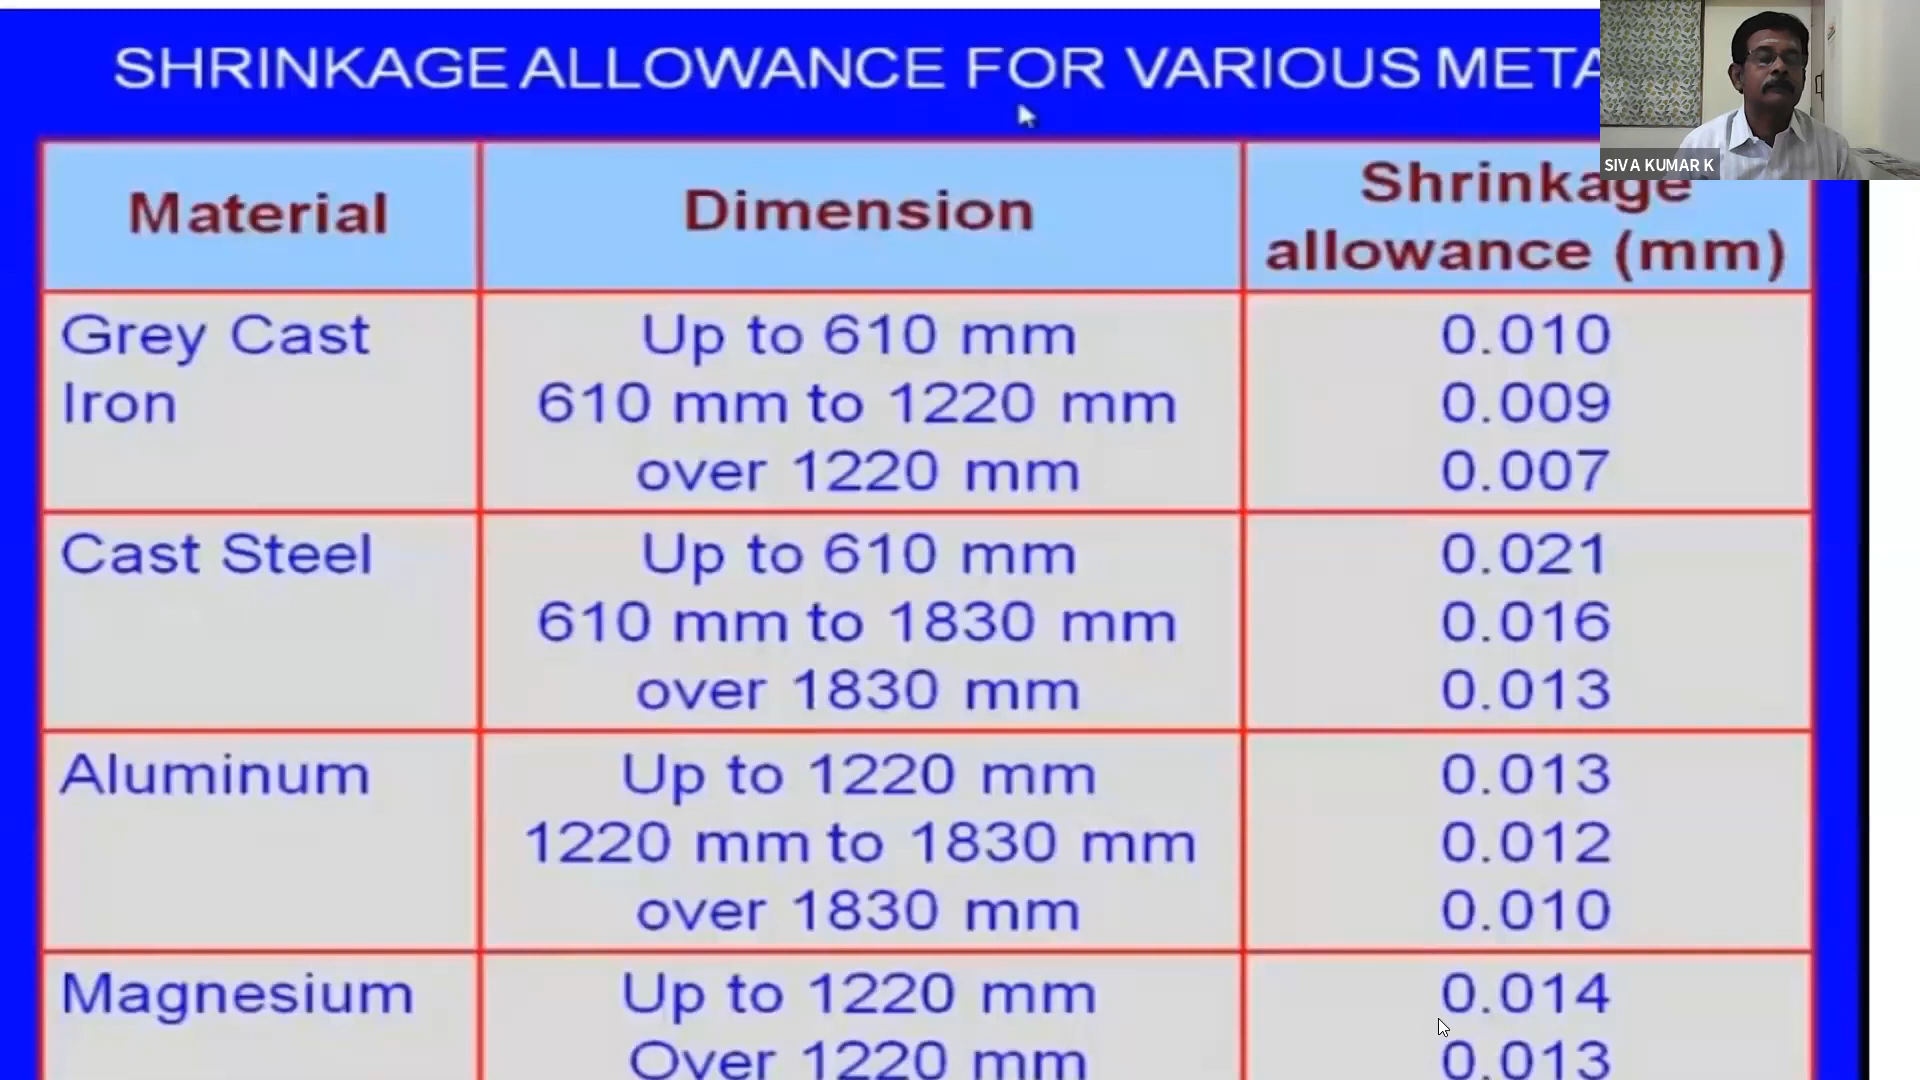 SHRINKAGE ALLOWANCE FOR VARIOUS META
SIVA KUMAR K
Material Dimension Shrinkage allowance (mm)
Grey Cast Iron
Up to 610 mm 0.010
610 mm to 1220 mm 0.009
over 1220 mm 0.007
Cast Steel Up to 610 mm 0.021
610 mm to 1830 mm 0.016
over 1830 mm 0.013
Aluminum Up to 1220 mm 0.013
1220 mm to 1830 mm 0.012
over 1830 mm 0.010
Magnesium Up to 1220 mm 0.014
Over 1220 mm 0.013